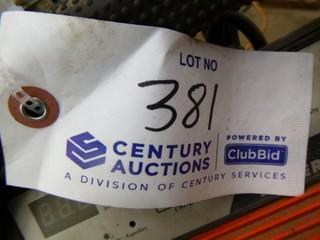 LOT NO
381
CENTURY AUCTIONS
POWERED BY
ClubBid
A DIVISION OF CENTURY SERVICES